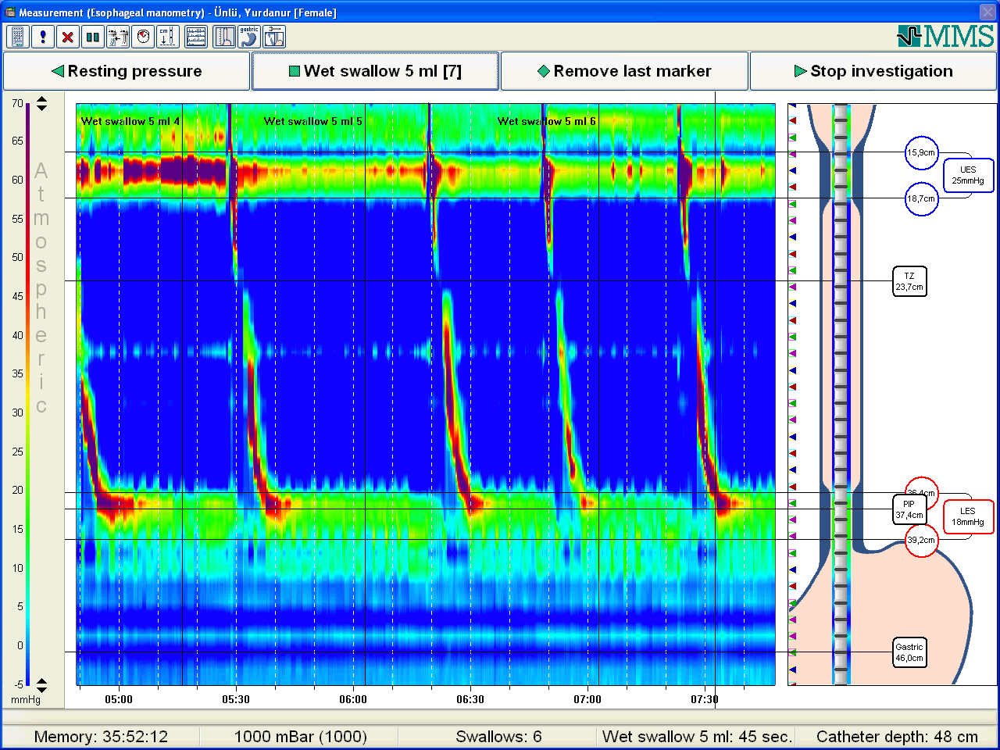 Measurement (Esophageal manometry) - Ünlü, Yurdanur [Female]
cm
gastric
MMS
Resting pressure
Wet swallow 5 ml [7]
Remove last marker
Stop investigation
70
65
60
55
50
45
40
35
30
25
20
15
10
5
0
-5
mmHg
Atmospheric
Wet swallow 5 ml 4
Wet swallow 5 ml 5
Wet swallow 5 ml 6
15,9cm
UES
25mmHg
18,7cm
TZ
23,7cm
36,4cm
PIP
37,4cm
LES
18mmHg
39,2cm
Gastric
46,0cm
05:00
05:30
06:00
06:30
07:00
07:30
Memory: 35:52:12
1000 mBar (1000)
Swallows: 6
Wet swallow 5 ml: 45 sec.
Catheter depth: 48 cm